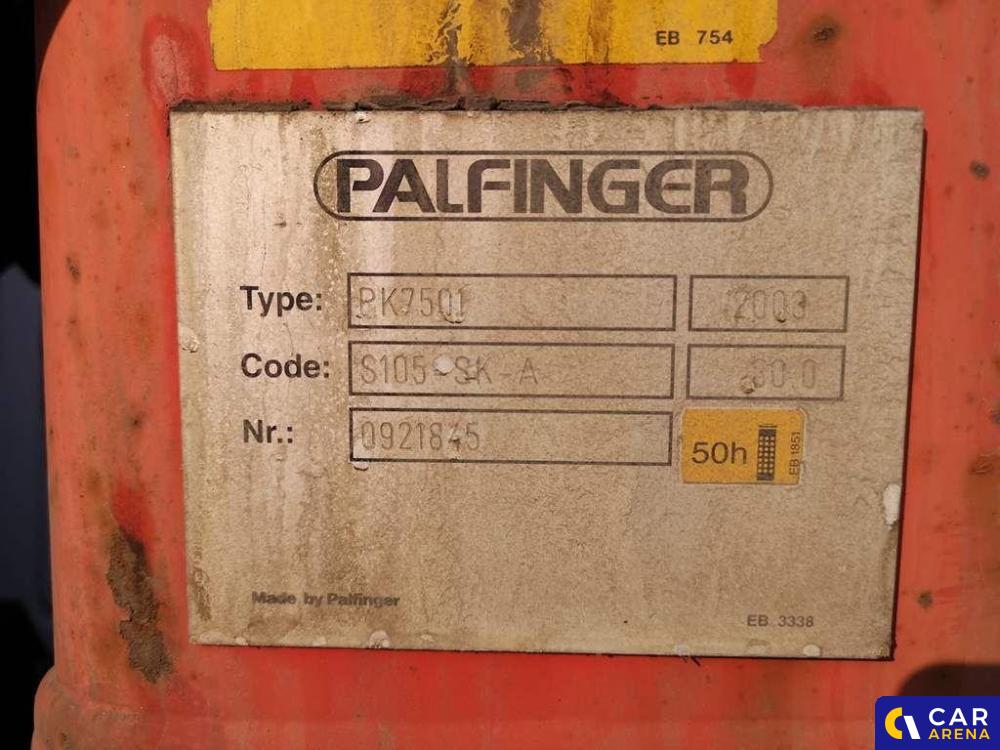 EB 754
PALFINGER
Type: PK7501 2003
Code: S105-SK-A
Nr.: 0921845
50h EB 1851
Made by Palfinger
EB 3338
CAR
ARENA